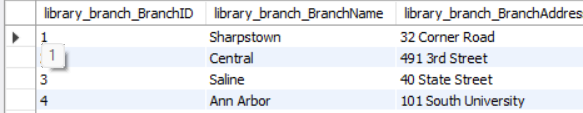 library_branch_BranchID library_branch_BranchName library_branch_BranchAddres
1 Sharpstown 32 Corner Road
1 Central 491 3rd Street
3 Saline 40 State Street
4 Ann Arbor 101 South University